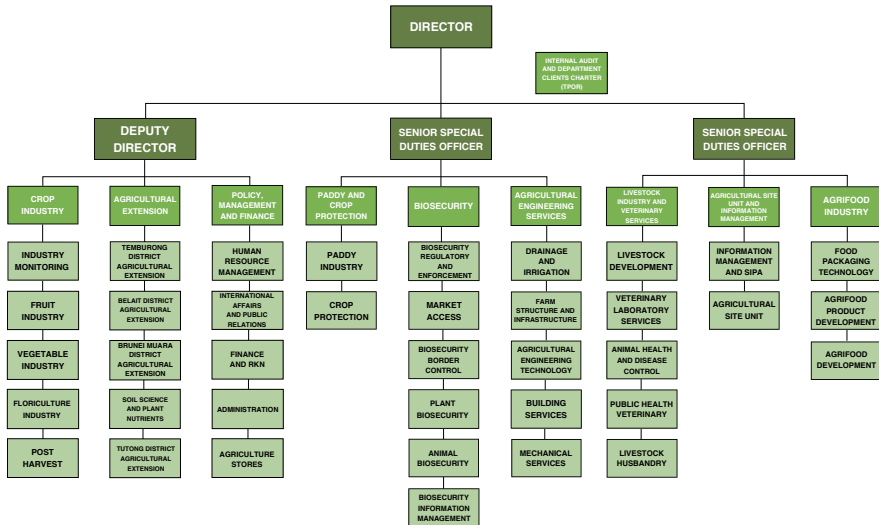 DIRECTOR
INTERNAL AUDIT
AND DEPARTMENT
CLIENTS CHARTER
(TPOR)
DEPUTY
DIRECTOR
SENIOR SPECIAL
DUTIES OFFICER
SENIOR SPECIAL
DUTIES OFFICER
CROP
INDUSTRY
AGRICULTURAL
EXTENSION
POLICY,
MANAGEMENT
AND FINANCE
PADDY AND
CROP
PROTECTION
BIOSECURITY
AGRICULTURAL
ENGINEERING
SERVICES
LIVESTOCK
INDUSTRY AND
VETERINARY
SERVICES
AGRICULTURAL SITE
UNIT AND
INFORMATION
MANAGEMENT
AGRIFOOD
INDUSTRY
INDUSTRY
MONITORING
TEMBURONG
DISTRICT
AGRICULTURAL
EXTENSION
HUMAN
RESOURCE
MANAGEMENT
PADDY
INDUSTRY
BIOSECURITY
REGULATORY
AND
ENFORCEMENT
DRAINAGE
AND
IRRIGATION
LIVESTOCK
DEVELOPMENT
INFORMATION
MANAGEMENT
AND SIPA
FOOD
PACKAGING
TECHNOLOGY
FRUIT
INDUSTRY
BELAIT DISTRICT
AGRICULTURAL
EXTENSION
INTERNATIONAL
AFFAIRS
AND PUBLIC
RELATIONS
CROP
PROTECTION
MARKET
ACCESS
FARM
STRUCTURE AND
INFRASTRUCTURE
VETERINARY
LABORATORY
SERVICES
AGRICULTURAL
SITE UNIT
AGRIFOOD
PRODUCT
DEVELOPMENT
VEGETABLE
INDUSTRY
BRUNEI MUARA
DISTRICT
AGRICULTURAL
EXTENSION
FINANCE
AND RKN
BIOSECURITY
BORDER
CONTROL
AGRICULTURAL
ENGINEERING
TECHNOLOGY
ANIMAL HEALTH
AND DISEASE
CONTROL
AGRIFOOD
DEVELOPMENT
FLORICULTURE
INDUSTRY
SOIL SCIENCE
AND PLANT
NUTRIENTS
ADMINISTRATION
PLANT
BIOSECURITY
BUILDING
SERVICES
PUBLIC HEALTH
VETERINARY
POST
HARVEST
TUTONG DISTRICT
AGRICULTURAL
EXTENSION
AGRICULTURE
STORES
ANIMAL
BIOSECURITY
MECHANICAL
SERVICES
LIVESTOCK
HUSBANDRY
BIOSECURITY
INFORMATION
MANAGEMENT